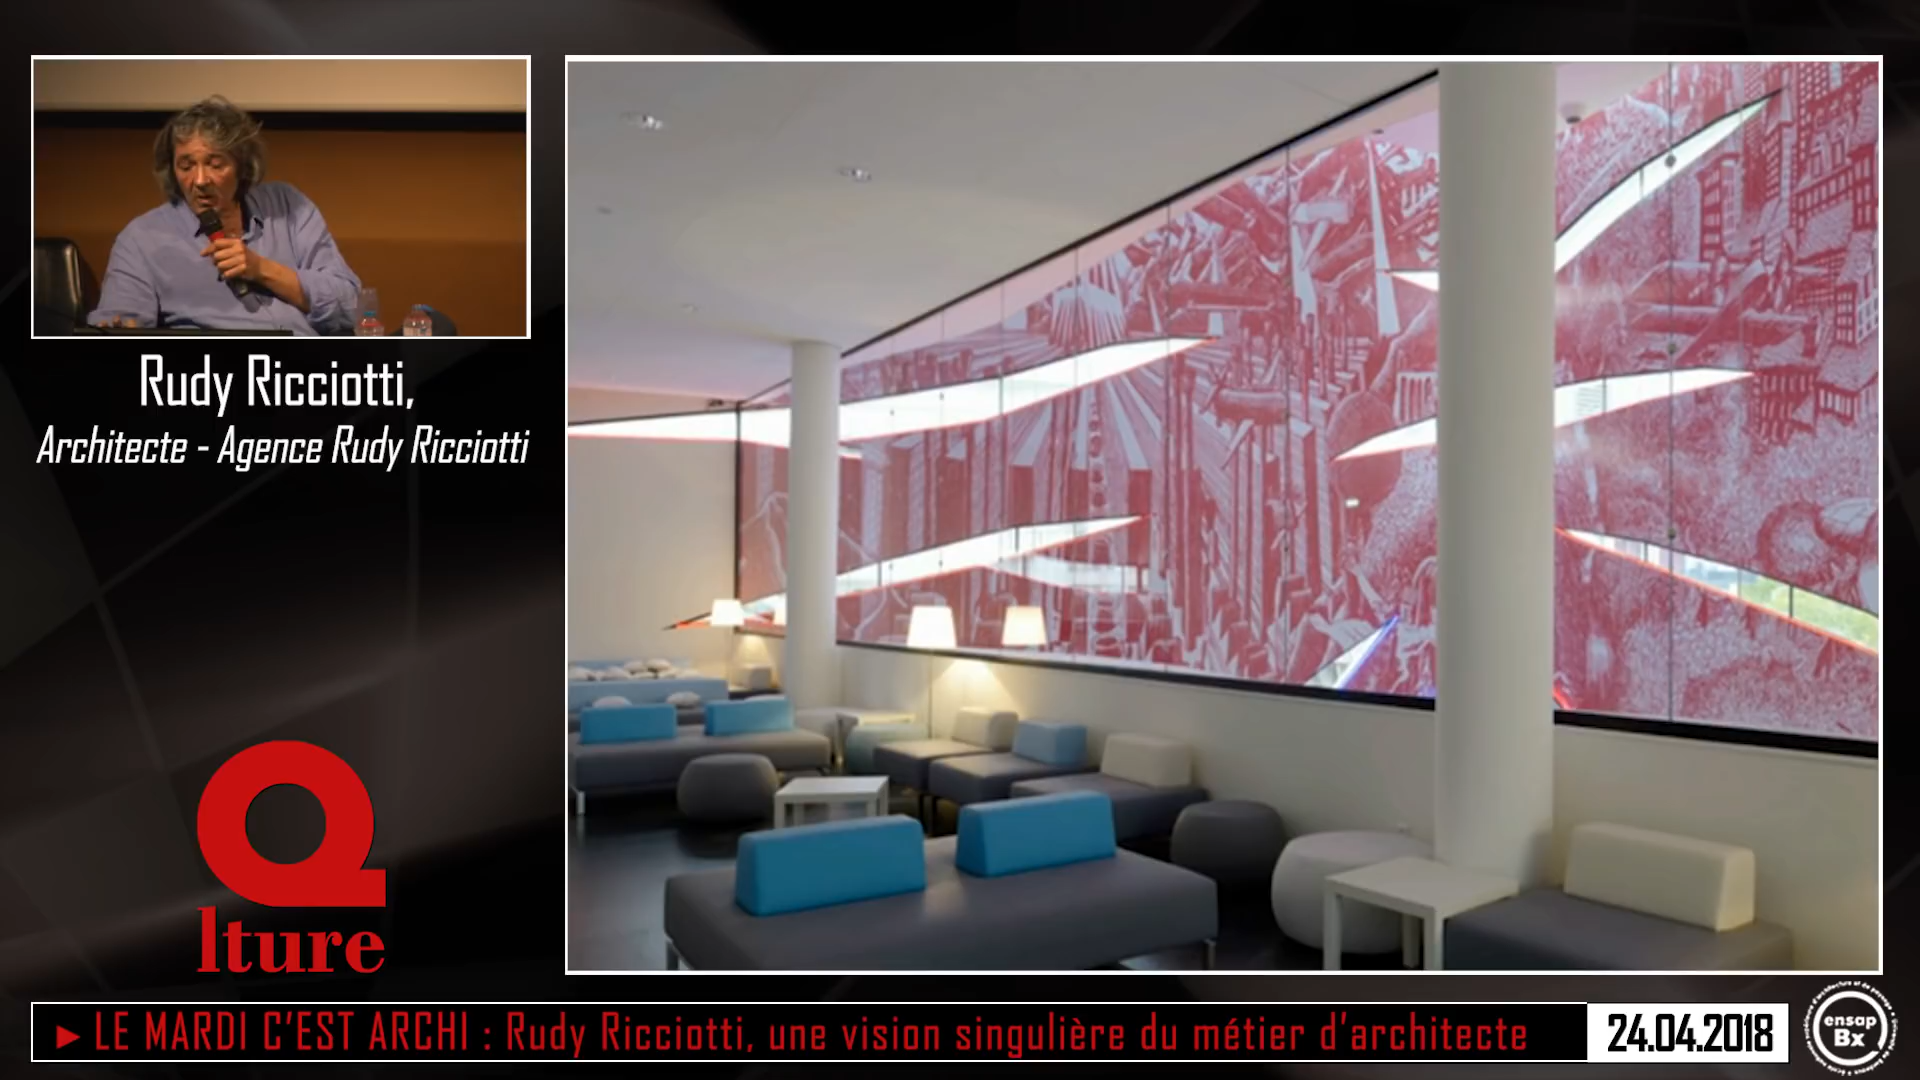 Rudy Ricciotti,
Architecte - Agence Rudy Ricciotti
Qlture
► LE MARDI C'EST ARCHI : Rudy Ricciotti, une vision singulière du métier d'architecte
24.04.2018
ensap
Bx